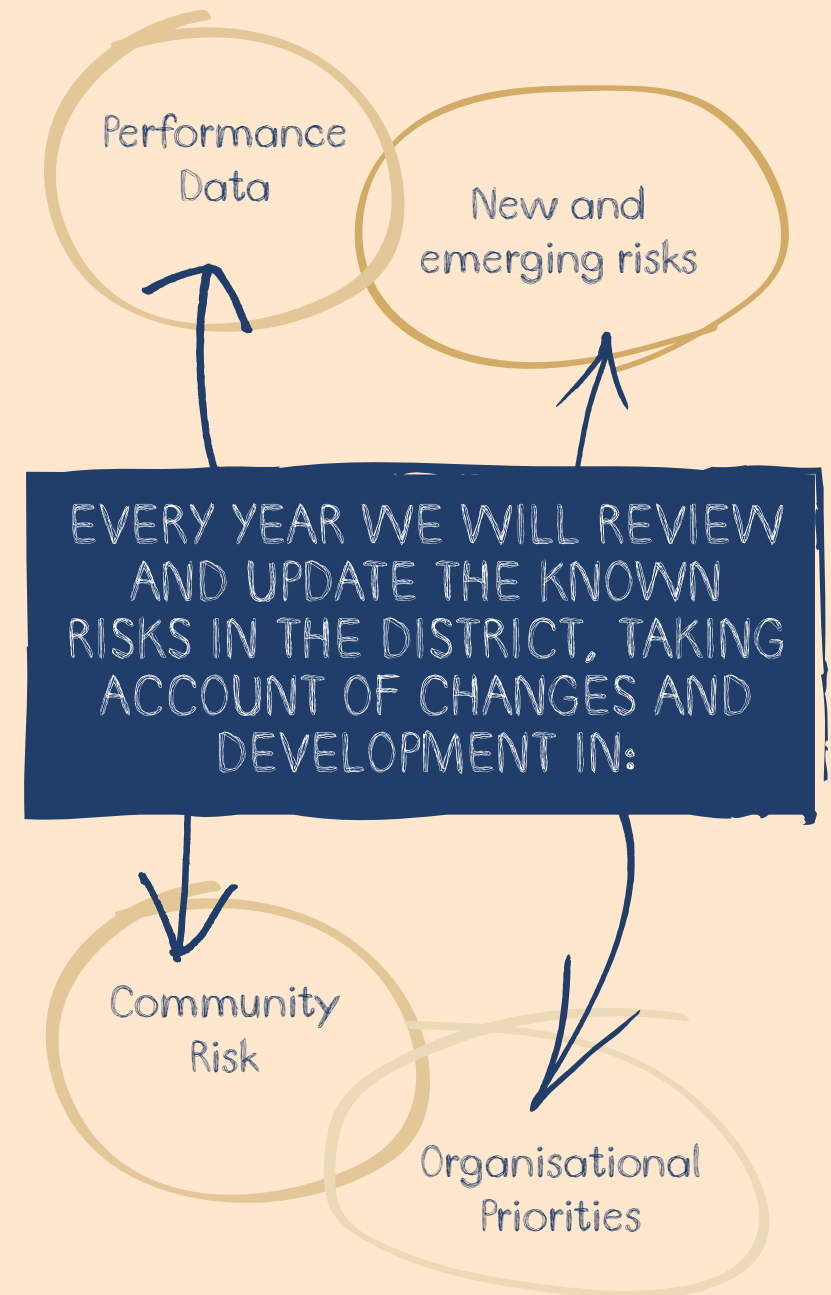 Performance
Data
New and
emerging risks
EVERY YEAR WE WILL REVIEW
AND UPDATE THE KNOWN
RISKS IN THE DISTRICT, TAKING
ACCOUNT OF CHANGES AND
DEVELOPMENT IN:
Community
Risk
Organisational
Priorities